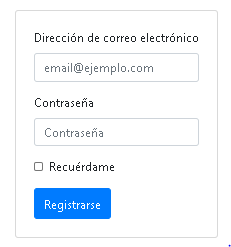 Dirección de correo electrónico
email@ejemplo.com
Contraseña
Contraseña
Recuérdame
Registrarse
.